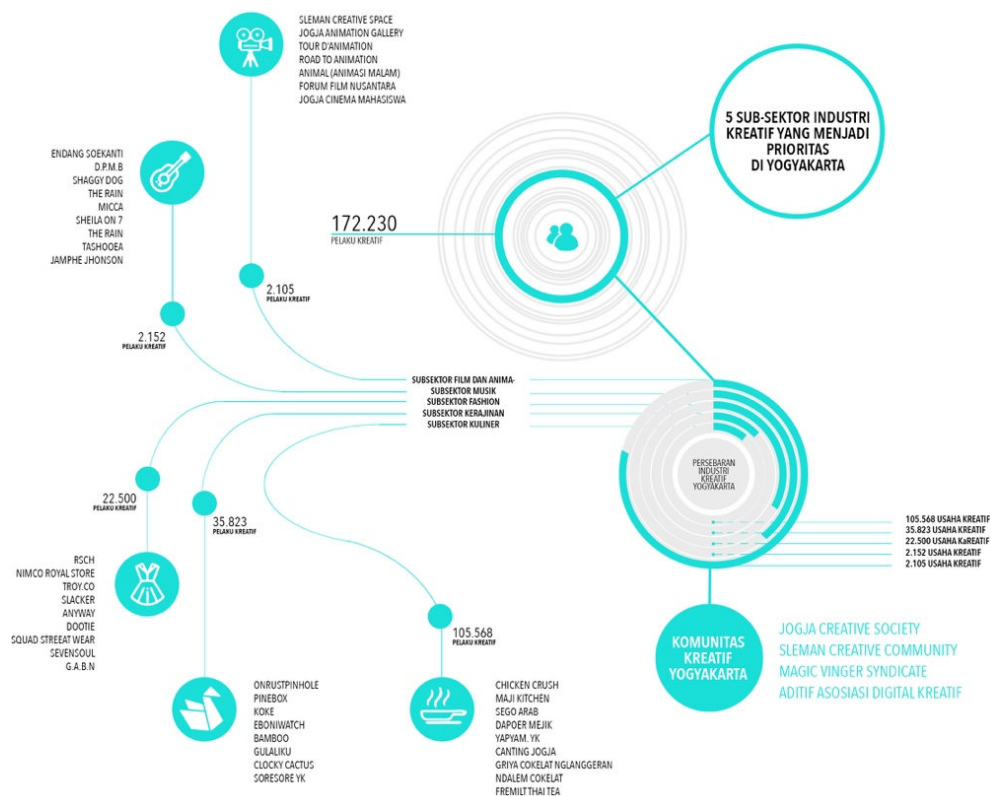 SLEMAN CREATIVE SPACE
JOGJA ANIMATION GALLERY
TOUR D'ANIMATION
ROAD TO ANIMATION
ANIMAL (ANIMASI MALAM)
FORUM FILM NUSANTARA
JOGJA CINEMA MAHASISWA
5 SUB-SEKTOR INDUSTRI
KREATIF YANG MENJADI
PRIORITAS
DI YOGYAKARTA
ENDANG SOEKANTI
D.P.M.B
SHAGGY DOG
THE RAIN
MICCA
SHEILA ON 7
THE RAIN
TASHOOEA
JAMPHE JHONSON
172.230
PELAKU KREATIF
2.105
PELAKU KREATIF
2.152
PELAKU KREATIF
SUBSEKTOR FILM DAN ANIMA-
SUBSEKTOR MUSIK
SUBSEKTOR FASHION
SUBSEKTOR KERAJINAN
SUBSEKTOR KULINER
PERSEBARAN
INDUSTRI
KREATIF
YOGYAKARTA
22.500
PELAKU KREATIF
35.823
PELAKU KREATIF
105.568 USAHA KREATIF
35.823 USAHA KREATIF
22.500 USAHA KaREATIF
2.152 USAHA KREATIF
2.105 USAHA KREATIF
RSCH
NIMCO ROYAL STORE
TROY.CO
SLACKER
ANYWAY
DOOTIE
SQUAD STREEAT WEAR
SEVENSOUL
G.A.B.N
105.568
PELAKU KREATIF
KOMUNITAS
KREATIF
YOGYAKARTA
JOGJA CREATIVE SOCIETY
SLEMAN CREATIVE COMMUNITY
MAGIC VINGER SYNDICATE
ADITIF ASOSIASI DIGITAL KREATIF
ONRUSTPINHOLE
PINEBOX
KOKE
EBONIWATCH
BAMBOO
GULALIKU
CLOCKY CACTUS
SORESORE YK
CHICKEN CRUSH
MAJI KITCHEN
SEGO ARAB
DAPOER MEJIK
YAPYAM. YK
CANTING JOGJA
GRIYA COKELAT NGLANGGERAN
NDALEM COKELAT
FREMILT THAI TEA